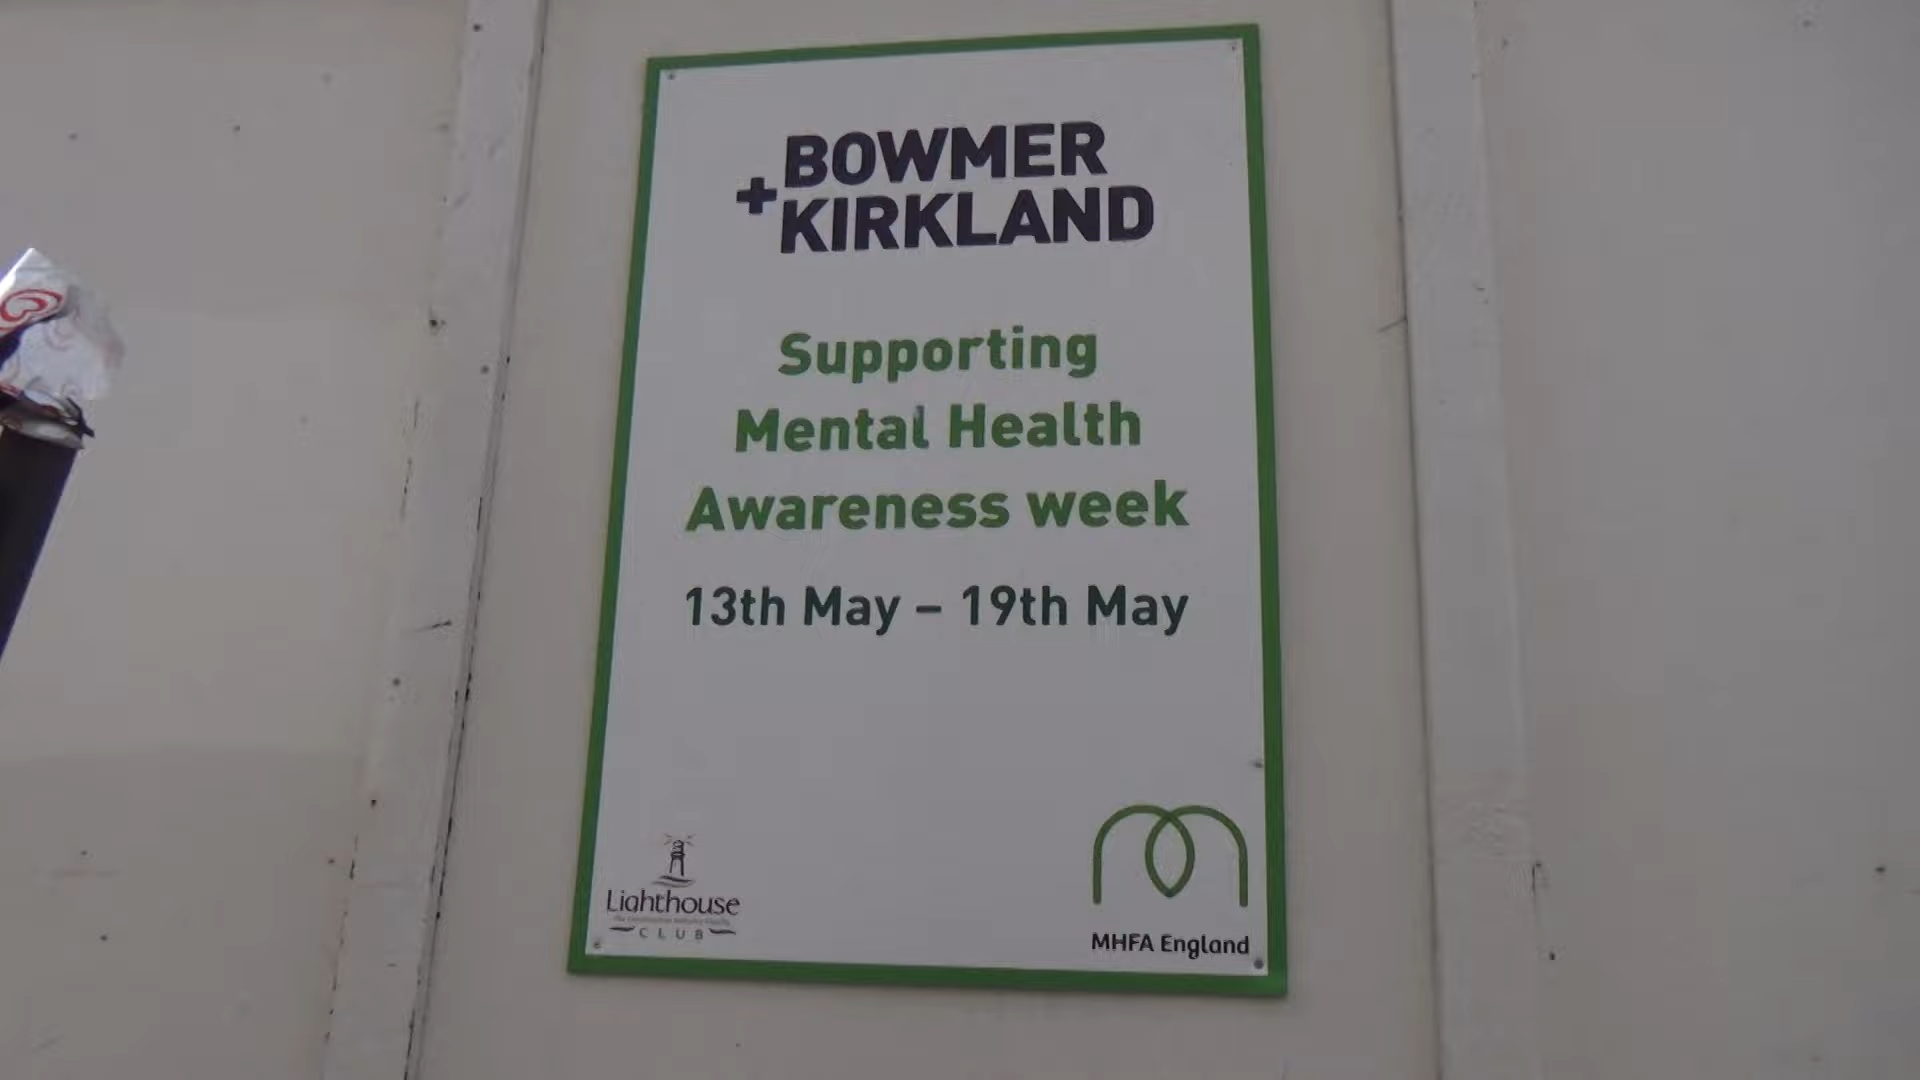 BOWMER
+KIRKLAND
Supporting
Mental Health
Awareness week
13th May – 19th May
Lighthouse
CLUB
MHFA England